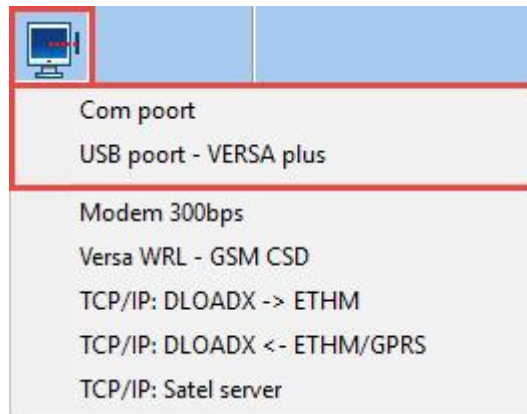 Com poort
USB poort - VERSA plus
Modem 300bps
Versa WRL - GSM CSD
TCP/IP: DLOADX -> ETHM
TCP/IP: DLOADX <- ETHM/GPRS
TCP/IP: Satel server